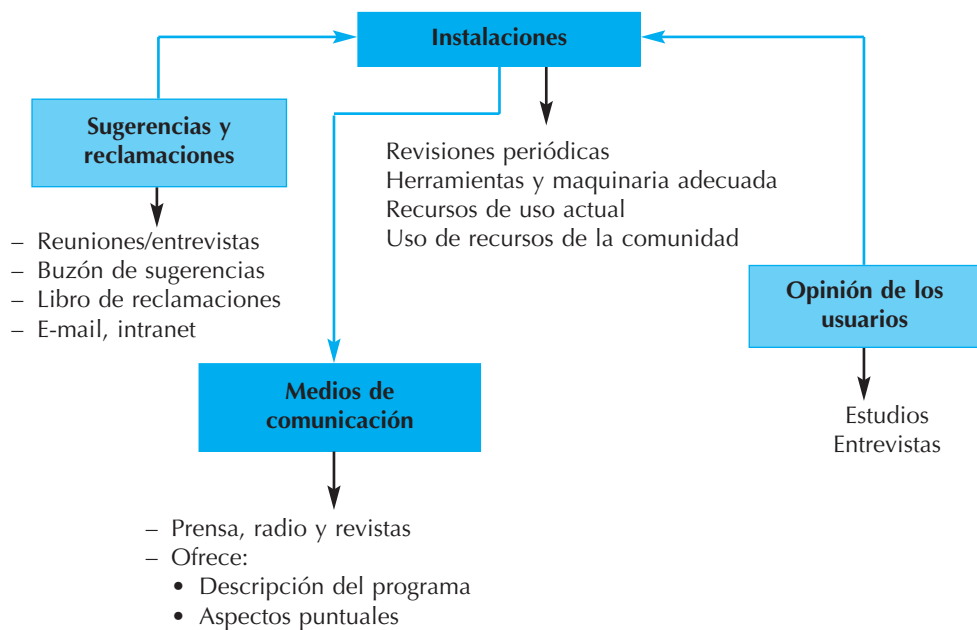 Instalaciones
Sugerencias y
reclamaciones
– Reuniones/entrevistas
– Buzón de sugerencias
– Libro de reclamaciones
– E-mail, intranet
Revisiones periódicas
Herramientas y maquinaria adecuada
Recursos de uso actual
Uso de recursos de la comunidad
Opinión de los
usuarios
Estudios
Entrevistas
Medios de
comunicación
– Prensa, radio y revistas
– Ofrece:
• Descripción del programa
• Aspectos puntuales